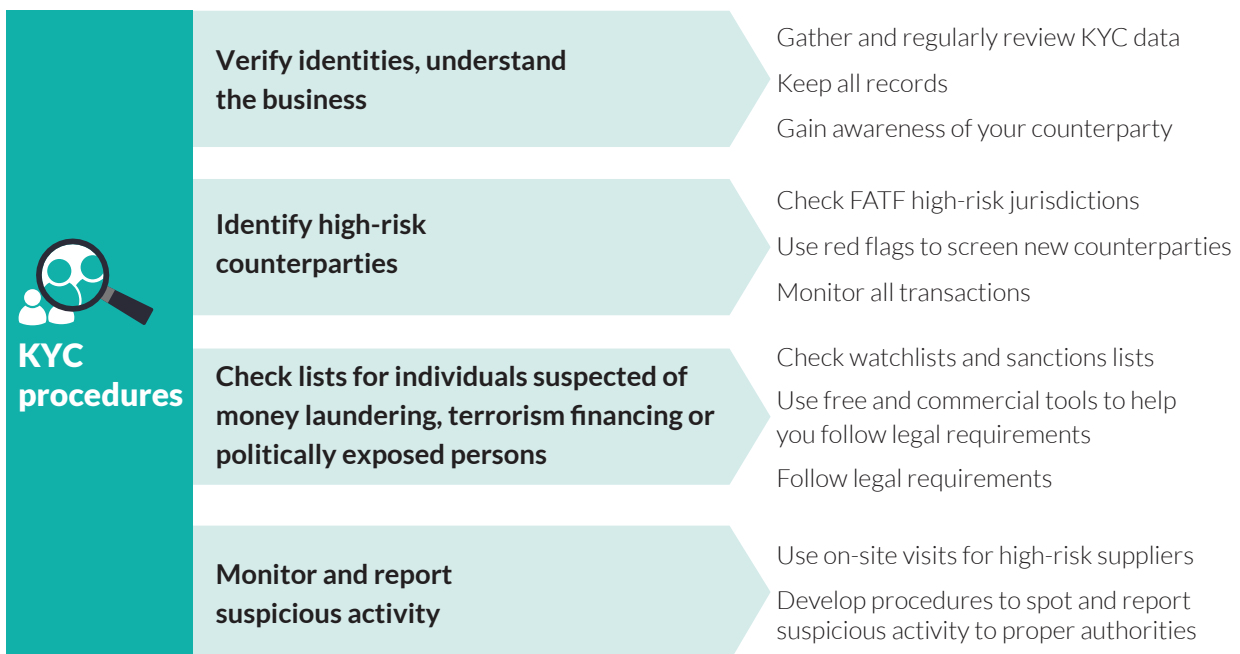 KYC
procedures
Verify identities, understand
the business
Gather and regularly review KYC data
Keep all records
Gain awareness of your counterparty
Identify high-risk
counterparties
Check FATF high-risk jurisdictions
Use red flags to screen new counterparties
Monitor all transactions
Check lists for individuals suspected of
money laundering, terrorism financing or
politically exposed persons
Check watchlists and sanctions lists
Use free and commercial tools to help
you follow legal requirements
Follow legal requirements
Monitor and report
suspicious activity
Use on-site visits for high-risk suppliers
Develop procedures to spot and report
suspicious activity to proper authorities